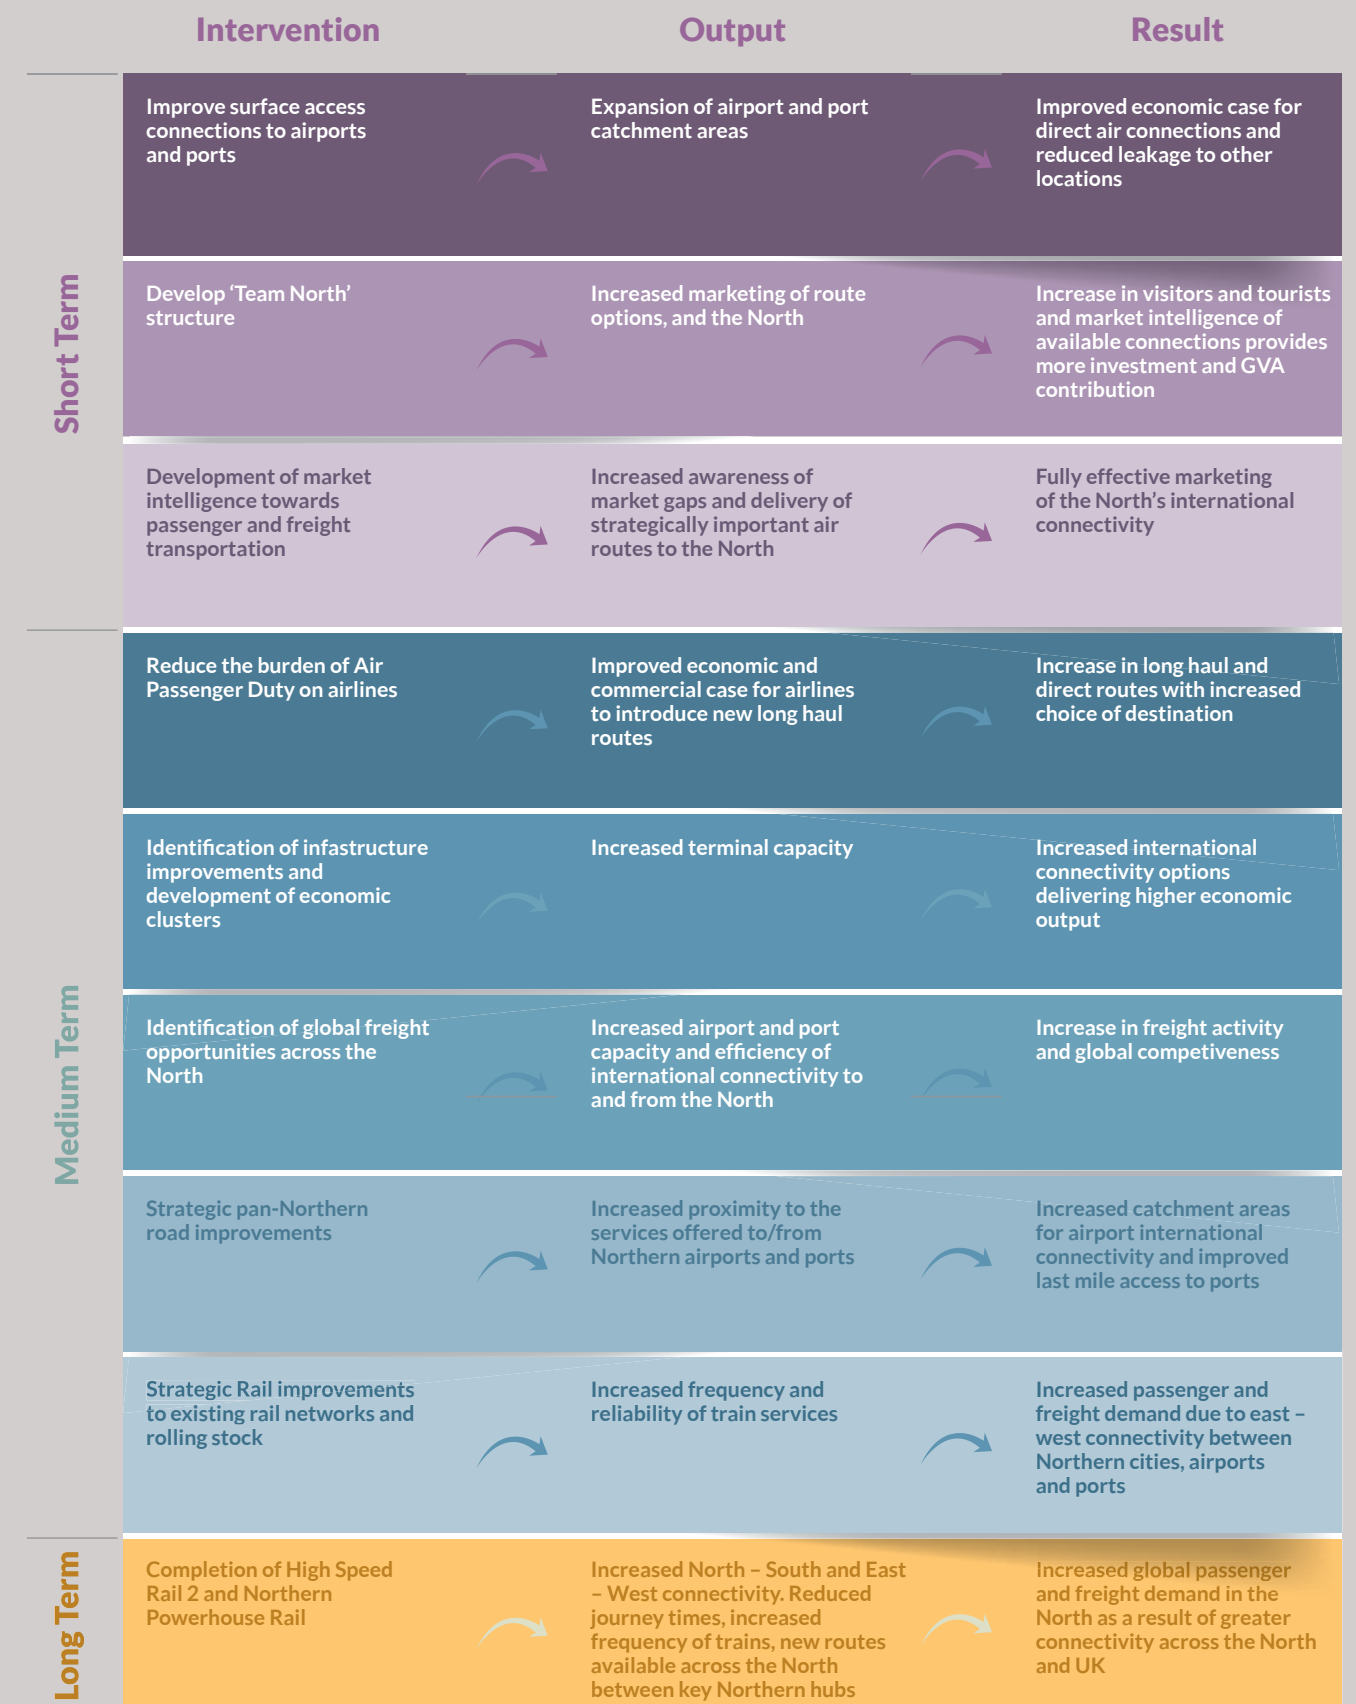 Intervention
Output
Result
Short Term
Improve surface access
connections to airports
and ports
Expansion of airport and port
catchment areas
Improved economic case for
direct air connections and
reduced leakage to other
locations
Develop ‘Team North’
structure
Increased marketing of route
options, and the North
Increase in visitors and tourists
and market intelligence of
available connections provides
more investment and GVA
contribution
Development of market
intelligence towards
passenger and freight
transportation
Increased awareness of
market gaps and delivery of
strategically important air
routes to the North
Fully effective marketing
of the North’s international
connectivity
Medium Term
Reduce the burden of Air
Passenger Duty on airlines
Improved economic and
commercial case for airlines
to introduce new long haul
routes
Increase in long haul and
direct routes with increased
choice of destination
Identification of infastructure
improvements and
development of economic
clusters
Increased terminal capacity
Increased international
connectivity options
delivering higher economic
output
Identification of global freight
opportunities across the
North
Increased airport and port
capacity and efficiency of
international connectivity to
and from the North
Increase in freight activity
and global competiveness
Strategic pan-Northern
road improvements
Increased proximity to the
services offered to/from
Northern airports and ports
Increased catchment areas
for airport international
connectivity and improved
last mile access to ports
Strategic Rail improvements
to existing rail networks and
rolling stock
Increased frequency and
reliability of train services
Increased passenger and
freight demand due to east –
west connectivity between
Northern cities, airports
and ports
Long Term
Completion of High Speed
Rail 2 and Northern
Powerhouse Rail
Increased North – South and East
– West connectivity. Reduced
journey times, increased
frequency of trains, new routes
available across the North
between key Northern hubs
Increased global passenger
and freight demand in the
North as a result of greater
connectivity across the North
and UK